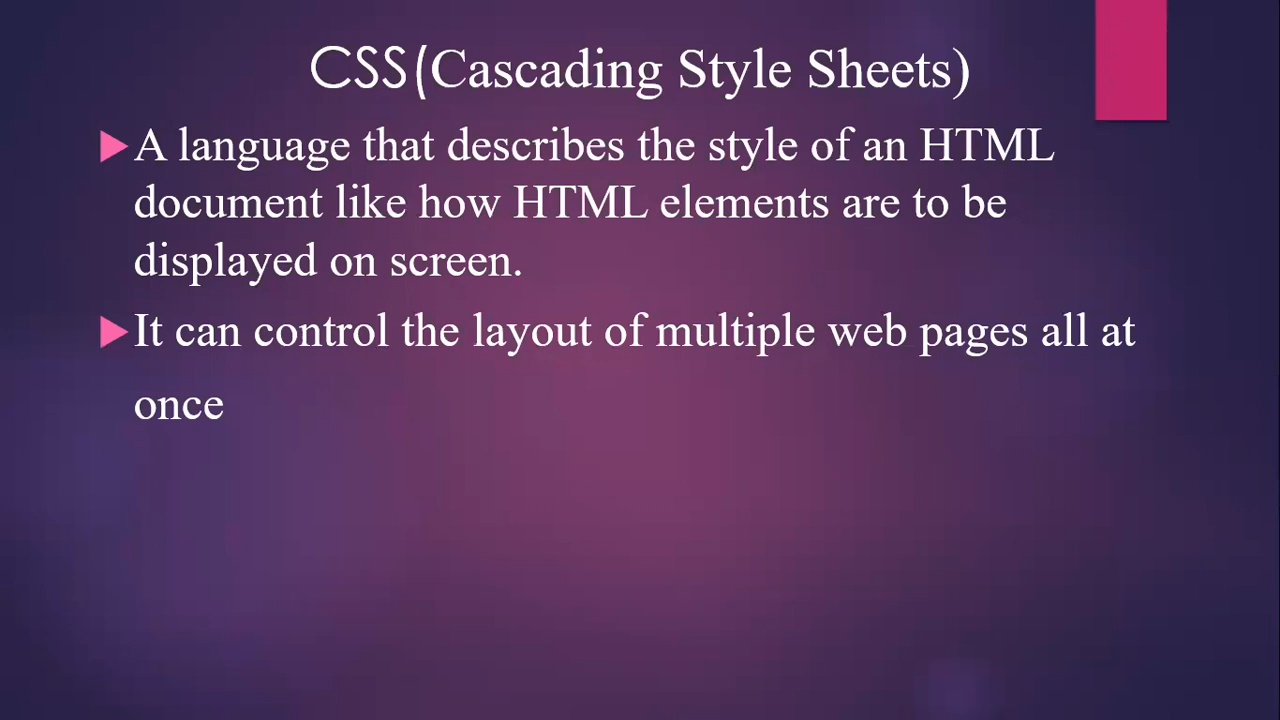 CSS(Cascading Style Sheets)
A language that describes the style of an HTML
document like how HTML elements are to be
displayed on screen.
It can control the layout of multiple web pages all at
once